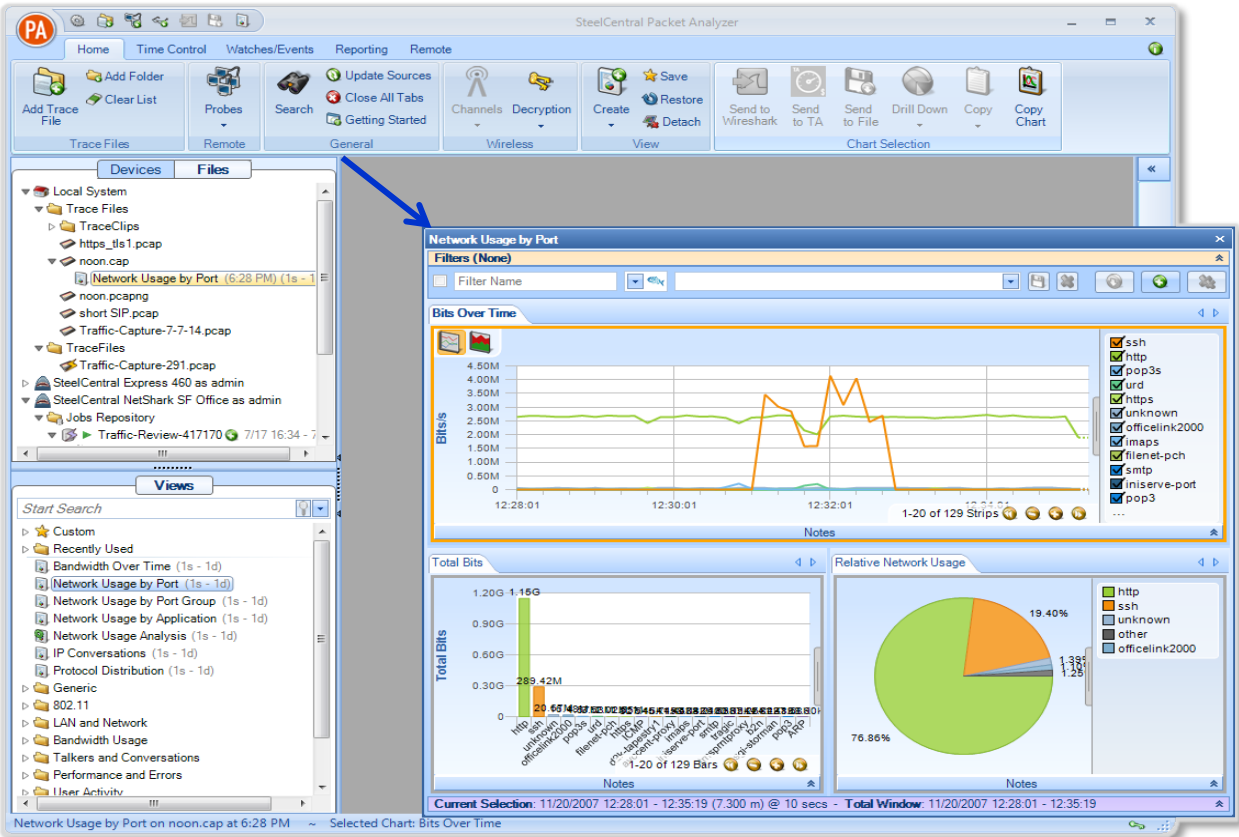 PA
SteelCentral Packet Analyzer
Home Time Control Watches/Events Reporting Remote
Add Trace File
Add Folder
Clear List
Trace Files
Probes
Remote
Search
Update Sources
Close All Tabs
Getting Started
General
Channels Decryption
Wireless
Create
Save
Restore
Detach
View
Send to Wireshark
Send to TA
Send to File
Drill Down
Copy
Copy Chart
Chart Selection
Devices Files
Local System
Trace Files
TraceClips
https_tls1.pcap
noon.cap
Network Usage by Port (6:28 PM) (1s - 1
noon.pcapng
short SIP.pcap
Traffic-Capture-7-7-14.pcap
TraceFiles
Traffic-Capture-291.pcap
SteelCentral Express 460 as admin
SteelCentral NetShark SF Office as admin
Jobs Repository
Traffic-Review-417170 7/17 16:34 - 7
Views
Start Search
Custom
Recently Used
Bandwidth Over Time (1s - 1d)
Network Usage by Port (1s - 1d)
Network Usage by Port Group (1s - 1d)
Network Usage by Application (1s - 1d)
Network Usage Analysis (1s - 1d)
IP Conversations (1s - 1d)
Protocol Distribution (1s - 1d)
Generic
802.11
LAN and Network
Bandwidth Usage
Talkers and Conversations
Performance and Errors
User Activity
Network Usage by Port
Filters (None)
Filter Name
Bits Over Time
Bits/s
4.50M
4.00M
3.50M
3.00M
2.50M
2.00M
1.50M
1.00M
0.50M
0
12:28:01 12:30:01 12:32:01
1-20 of 129 Strips
ssh
http
pop3s
urd
https
unknown
officelink2000
imaps
filenet-pch
smtp
iniserve-port
pop3
...
Notes
Total Bits
Total Bits
1.20G
0.90G
0.60G
0.30G
0
1.15G
289.42M
http
ssh
unknown
officelink2000
pop3s
urd
filenet-pch
https
ICMP
imaps
iniserve-port
smtp
tragic
b2n
pop3
ARP
1-20 of 129 Bars
Notes
Relative Network Usage
19.40%
76.86%
http
ssh
unknown
other
officelink2000
Notes
Current Selection: 11/20/2007 12:28:01 - 12:35:19 (7.300 m) @ 10 secs - Total Window: 11/20/2007 12:28:01 - 12:35:19
Network Usage by Port on noon.cap at 6:28 PM ~ Selected Chart: Bits Over Time